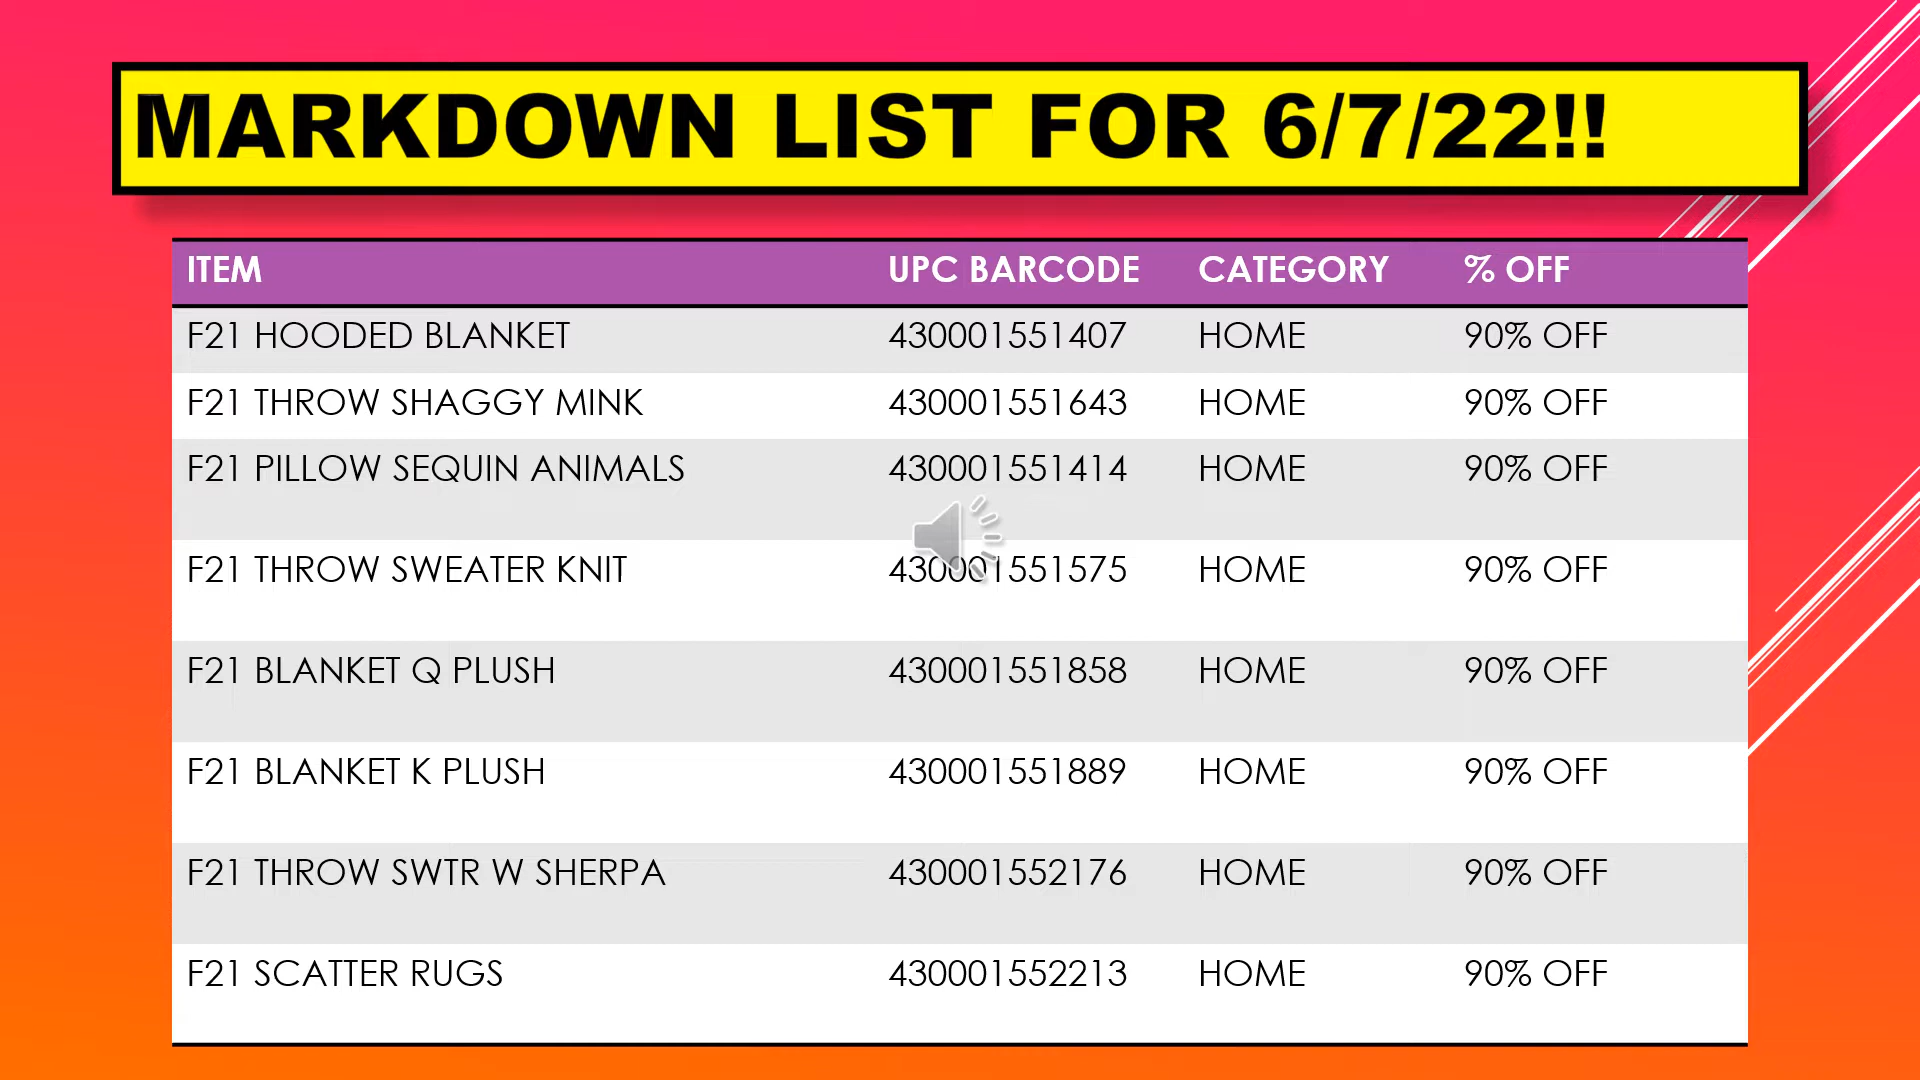 MARKDOWN LIST FOR 6/7/22!!
ITEM UPC BARCODE CATEGORY % OFF
F21 HOODED BLANKET 430001551407 HOME 90% OFF
F21 THROW SHAGGY MINK 430001551643 HOME 90% OFF
F21 PILLOW SEQUIN ANIMALS 430001551414 HOME 90% OFF
F21 THROW SWEATER KNIT 430001551575 HOME 90% OFF
F21 BLANKET Q PLUSH 430001551858 HOME 90% OFF
F21 BLANKET K PLUSH 430001551889 HOME 90% OFF
F21 THROW SWTR W SHERPA 430001552176 HOME 90% OFF
F21 SCATTER RUGS 430001552213 HOME 90% OFF